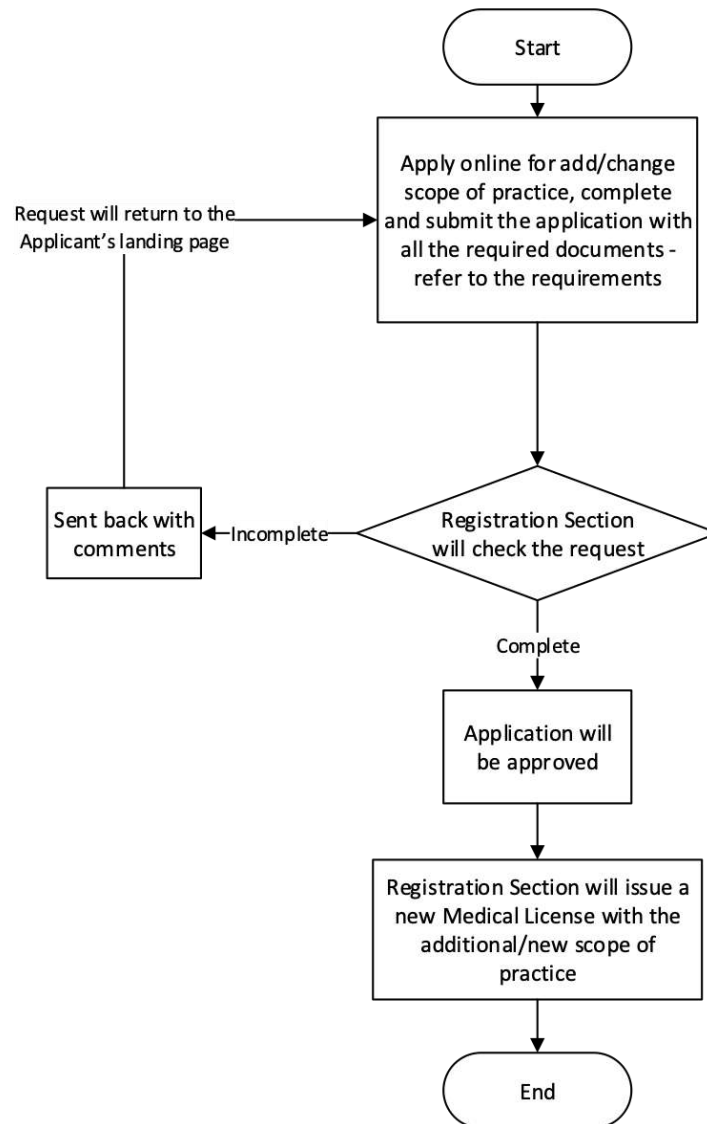 Start
Apply online for add/change
scope of practice, complete
and submit the application with
all the required documents -
refer to the requirements
Request will return to the
Applicant's landing page
Registration Section
will check the request
Incomplete
Sent back with
comments
Complete
Application will
be approved
Registration Section will issue a
new Medical License with the
additional/new scope of
practice
End